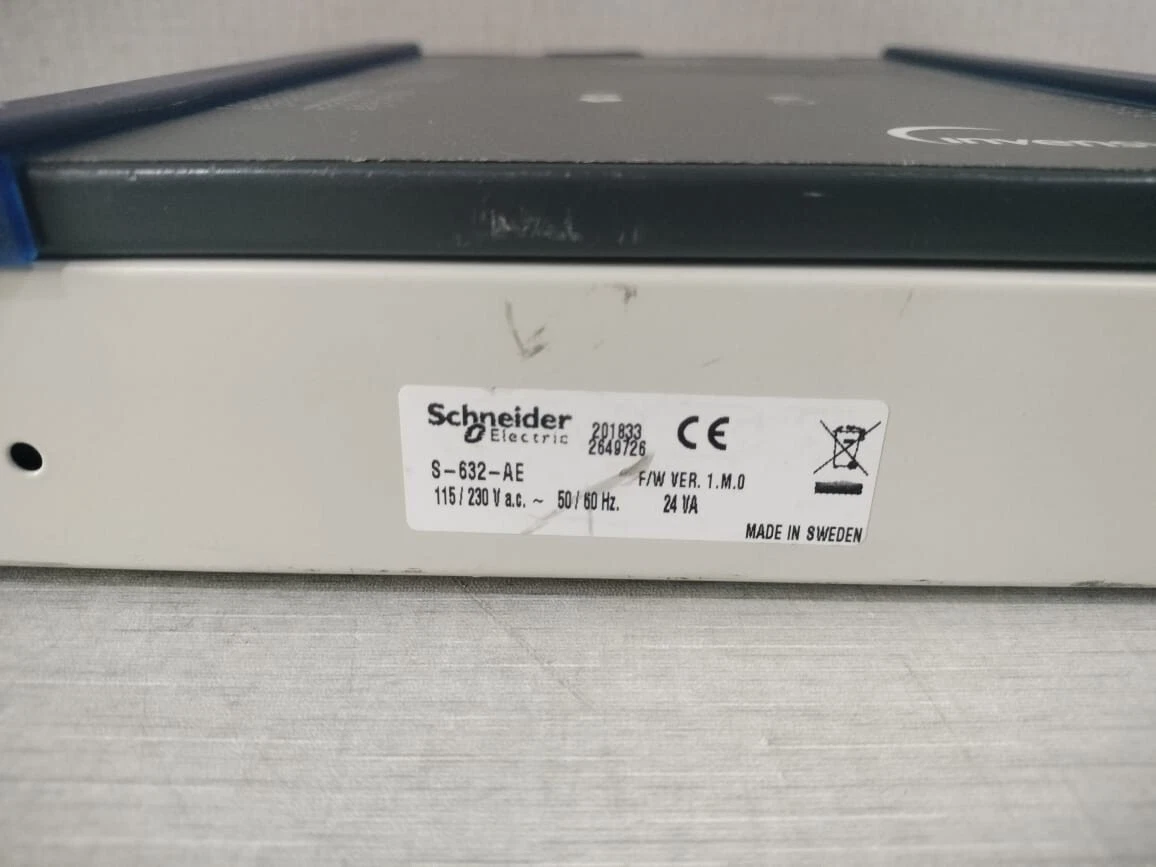 invens
Schneider
Electric
201833
2649726
CE
S-632-AE
F/W VER. 1.M.0
115 / 230 V a.c. ~ 50 / 60 Hz. 24 VA
MADE IN SWEDEN